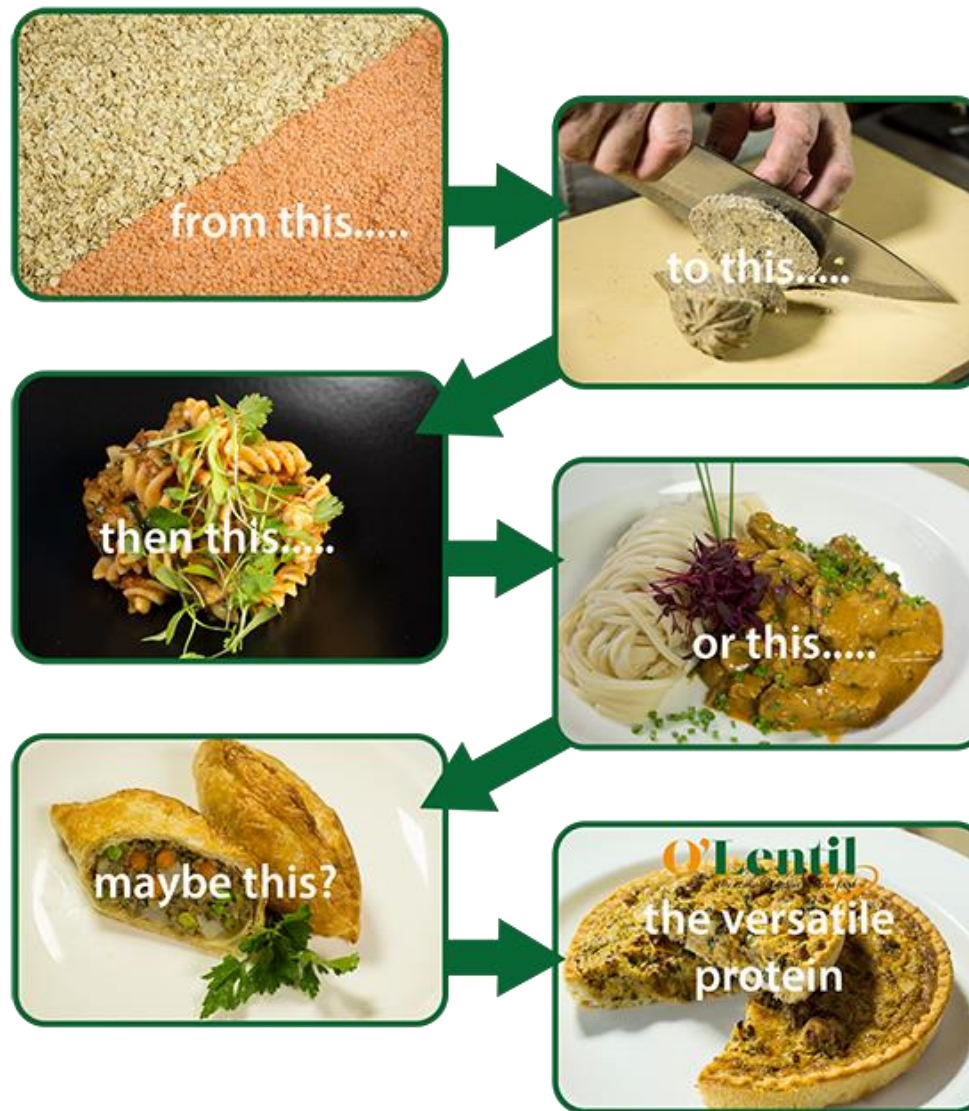 from this.....
to this.....
then this.....
or this.....
maybe this?
O'Lentil
the versatile
protein